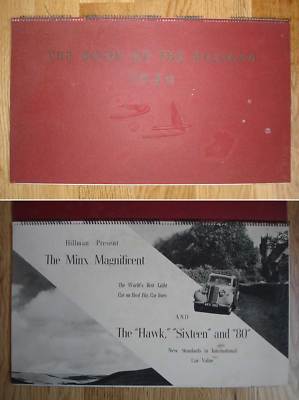 THE BOOK OF THE HILLMAN
Hillman Present
The Minx Magnificent
The World's Best Light
Car
AND
The "Hawk," "Sixteen" and "80"
New Standards in International
Car Value